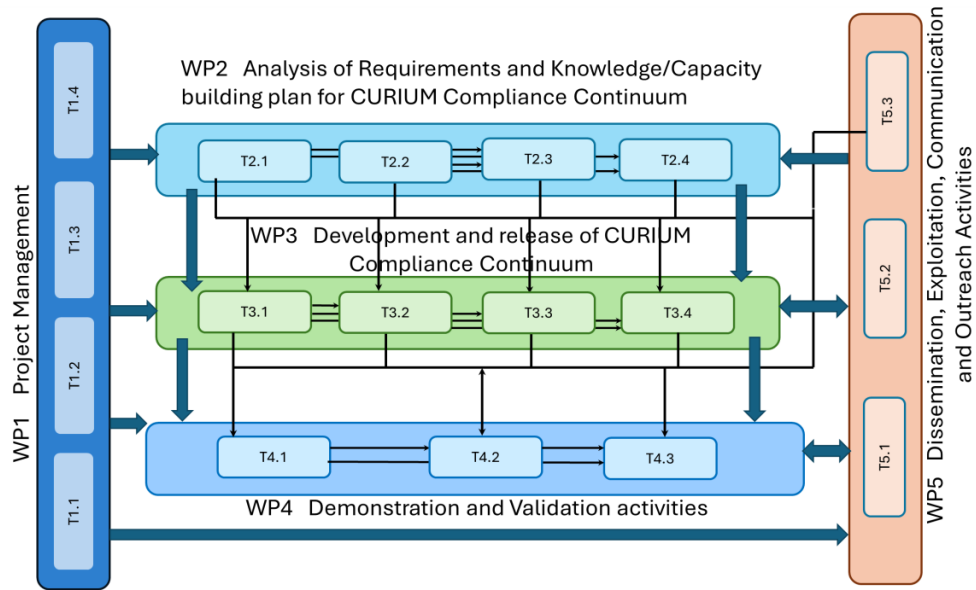 WP1 Project Management
T1.4
T1.3
T1.2
T1.1
WP2 Analysis of Requirements and Knowledge/Capacity
building plan for CURIUM Compliance Continuum
T2.1
T2.2
T2.3
T2.4
WP3 Development and release of CURIUM
Compliance Continuum
T3.1
T3.2
T3.3
T3.4
T4.1
T4.2
T4.3
WP4 Demonstration and Validation activities
T5.3
T5.2
T5.1
WP5 Dissemination, Exploitation, Communication
and Outreach Activities